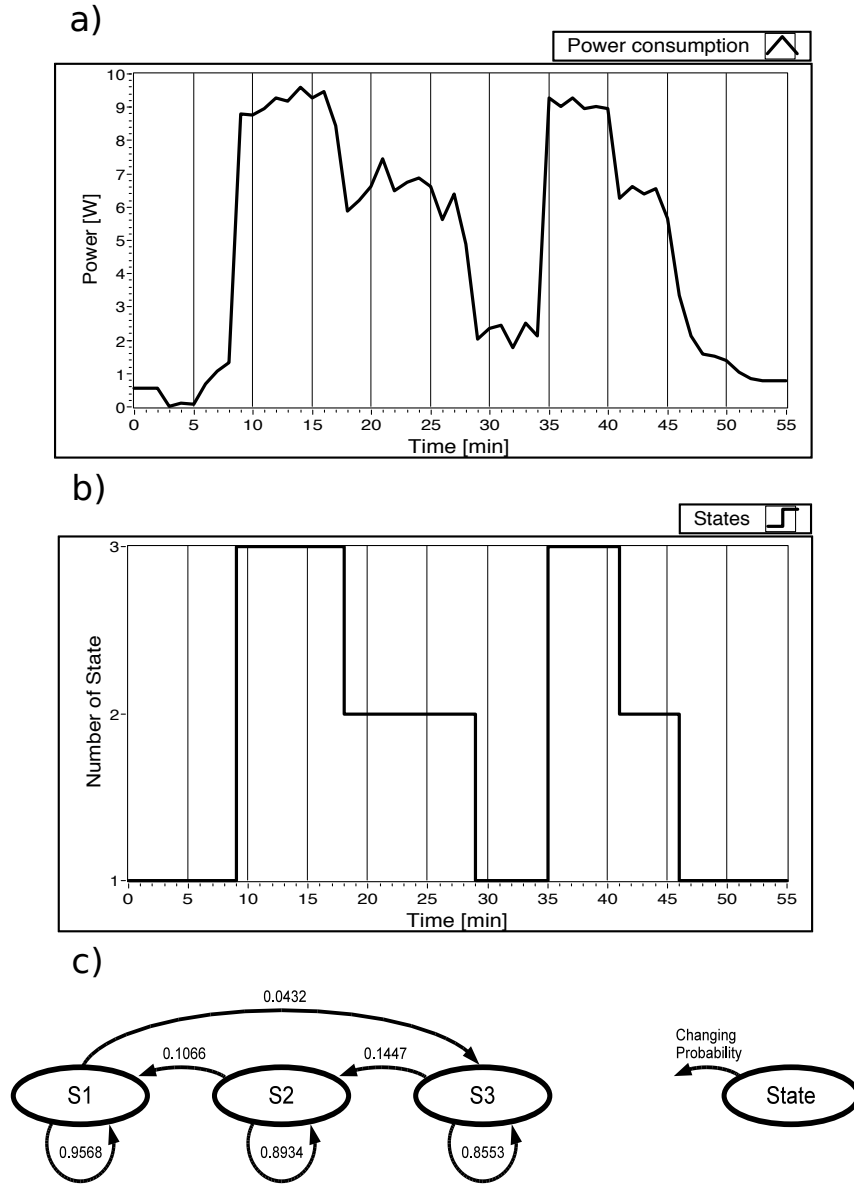 a)
Power consumption
10
9
8
7
6
5
4
3
2
1
0
Power [W]
0 5 10 15 20 25 30 35 40 45 50 55
Time [min]
b)
States
3
2
1
Number of State
0 5 10 15 20 25 30 35 40 45 50 55
Time [min]
c)
0.0432
0.1066 0.1447
Changing
Probability
S1 S2 S3 State
0.9568 0.8934 0.8553